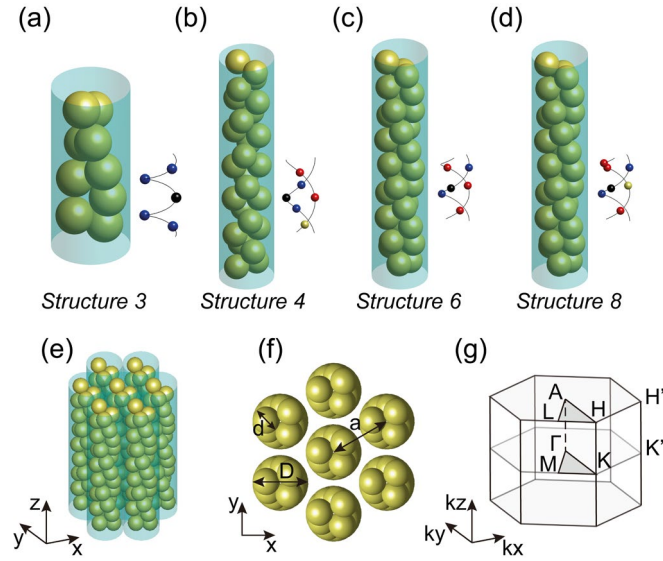 (a)
(b)
(c)
(d)
Structure 3
Structure 4
Structure 6
Structure 8
(e)
(f)
(g)
d
a
D
A
L
H
H'
Γ
M
K
K'
z
y
x
y
x
kz
ky
kx